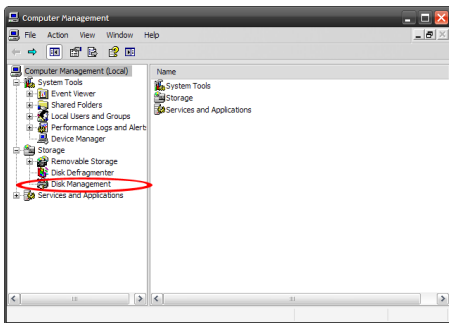 Computer Management
File Action View Window Help
Computer Management (Local)
System Tools
Event Viewer
Shared Folders
Local Users and Groups
Performance Logs and Alerts
Device Manager
Storage
Removable Storage
Disk Defragmenter
Disk Management
Services and Applications
Name
System Tools
Storage
Services and Applications